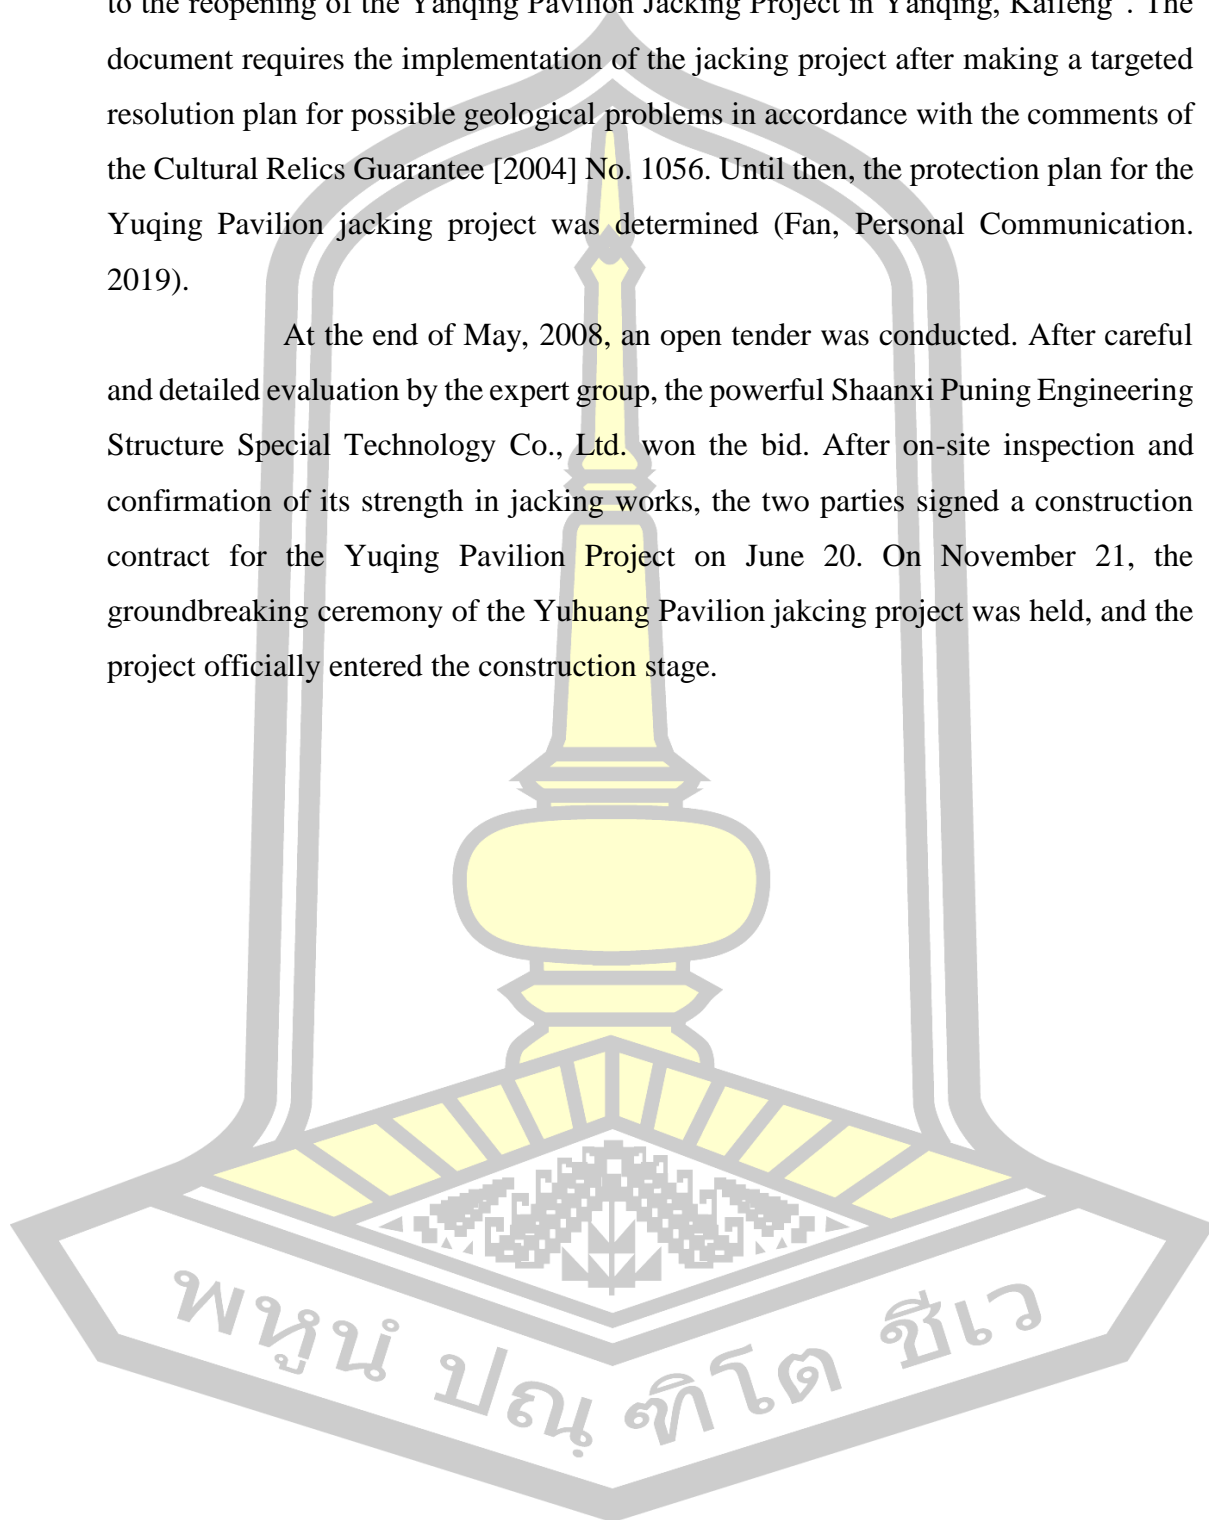 to the reopening of the Yanqing Pavilion Jacking Project in Yanqing, Kaifeng". The
document requires the implementation of the jacking project after making a targeted
resolution plan for possible geological problems in accordance with the comments of
the Cultural Relics Guarantee [2004] No. 1056. Until then, the protection plan for the
Yuqing Pavilion jacking project was determined (Fan, Personal Communication.
2019).
At the end of May, 2008, an open tender was conducted. After careful
and detailed evaluation by the expert group, the powerful Shaanxi Puning Engineering
Structure Special Technology Co., Ltd. won the bid. After on-site inspection and
confirmation of its strength in jacking works, the two parties signed a construction
contract for the Yuqing Pavilion Project on June 20. On November 21, the
groundbreaking ceremony of the Yuhuang Pavilion jakcing project was held, and the
project officially entered the construction stage.
พหูนํ ปณฺ ฑิโต ชีเว